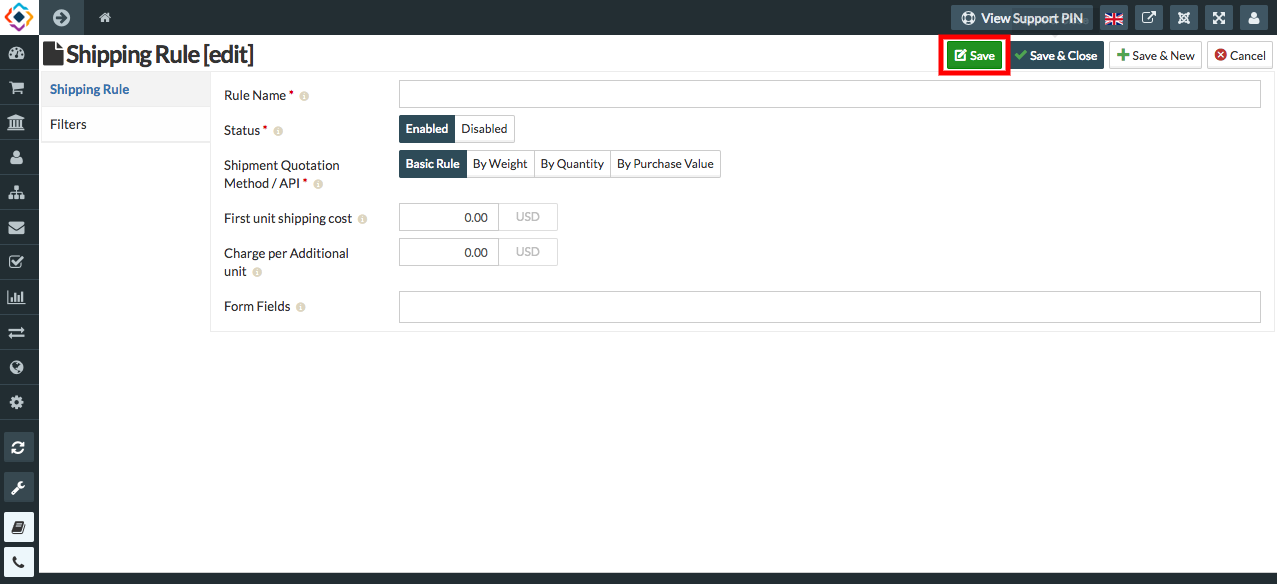 View Support PIN
Shipping Rule [edit]
Save
Save & Close
Save & New
Cancel
Shipping Rule
Filters
Rule Name *
Status *
Enabled
Disabled
Shipment Quotation
Method / API *
Basic Rule
By Weight
By Quantity
By Purchase Value
First unit shipping cost
0.00
USD
Charge per Additional
unit
0.00
USD
Form Fields